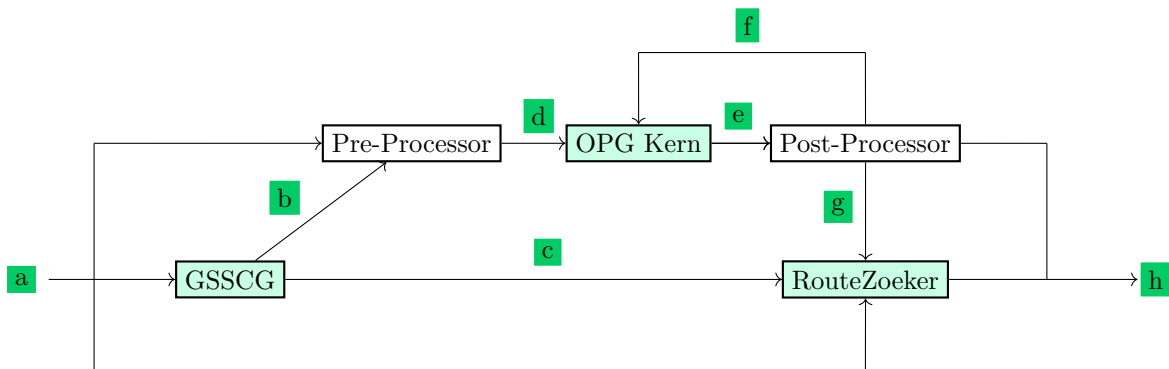 f
d
e
Pre-Processor
OPG Kern
Post-Processor
b
g
c
a
GSSCG
RouteZoeker
h